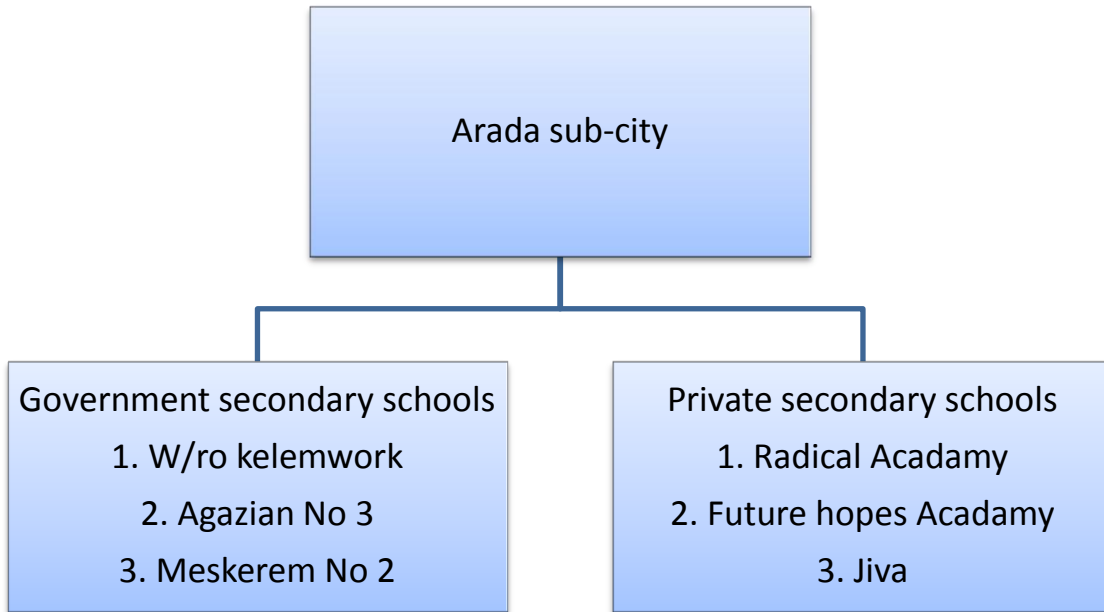 Arada sub-city
Government secondary schools
1. W/ro kelemwork
2. Agazian No 3
3. Meskerem No 2
Private secondary schools
1. Radical Acadamy
2. Future hopes Acadamy
3. Jiva